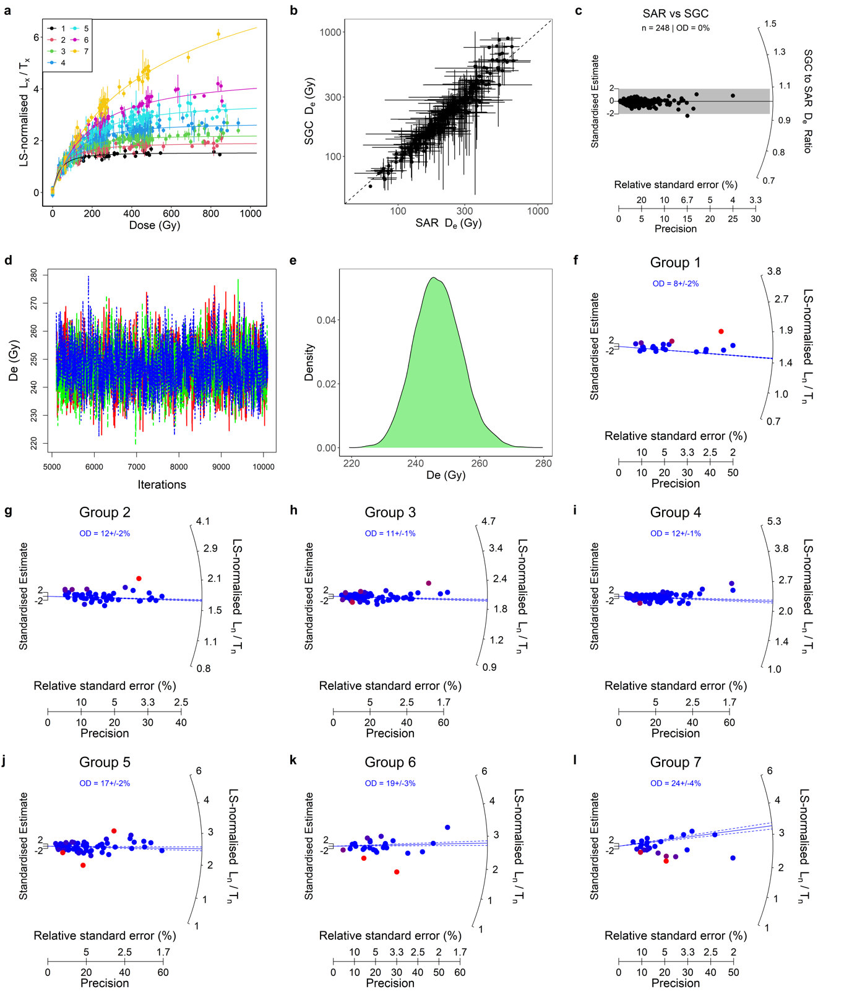 a
1 5
2 6
3 7
4
LS-normalised Lx / Tx
6
4
2
0
0 200 400 600 800 1000
Dose (Gy)
b
SGC De (Gy)
1000
300
100
100 300 1000
SAR De (Gy)
c
SAR vs SGC
n = 248 | OD = 0%
Standardised Estimate
2
0
-2
1.5
1.3
1.1
0.9
0.8
0.7
SGC to SAR De Ratio
Relative standard error (%)
20 10 6.7 5 4 3.3
0 5 10 15 20 25 30
Precision
d
De (Gy)
280
270
260
250
240
230
220
5000 6000 7000 8000 9000 10000
Iterations
e
Density
0.04
0.02
0.00
220 240 260 280
De (Gy)
f
Group 1
OD = 8+/-2%
Standardised Estimate
2
-2
3.8
2.7
1.9
1.4
1.0
0.7
LS-normalised Ln / Tn
Relative standard error (%)
10 5 3.3 2.5 2
0 10 20 30 40 50
Precision
g
Group 2
OD = 12+/-2%
Standardised Estimate
2
-2
4.1
2.9
2.1
1.5
1.1
0.8
LS-normalised Ln / Tn
Relative standard error (%)
10 5 3.3 2.5
0 10 20 30 40
Precision
h
Group 3
OD = 11+/-1%
Standardised Estimate
2
-2
4.7
3.4
2.4
1.8
1.2
0.9
LS-normalised Ln / Tn
Relative standard error (%)
5 2.5 1.7
0 20 40 60
Precision
i
Group 4
OD = 12+/-1%
Standardised Estimate
2
-2
5.3
3.8
2.7
2.0
1.4
1.0
LS-normalised Ln / Tn
Relative standard error (%)
5 2.5 1.7
0 20 40 60
Precision
j
Group 5
OD = 17+/-2%
Standardised Estimate
2
-2
6
4
3
2
1
1
LS-normalised Ln / Tn
Relative standard error (%)
5 2.5 1.7
0 20 40 60
Precision
k
Group 6
OD = 19+/-3%
Standardised Estimate
2
-2
6
4
3
2
1
1
LS-normalised Ln / Tn
Relative standard error (%)
10 5 3.3 2.5 2 1.7
0 10 20 30 40 50 60
Precision
l
Group 7
OD = 24+/-4%
Standardised Estimate
2
-2
6
4
3
2
1
1
LS-normalised Ln / Tn
Relative standard error (%)
10 5 3.3 2.5 2
0 10 20 30 40 50
Precision